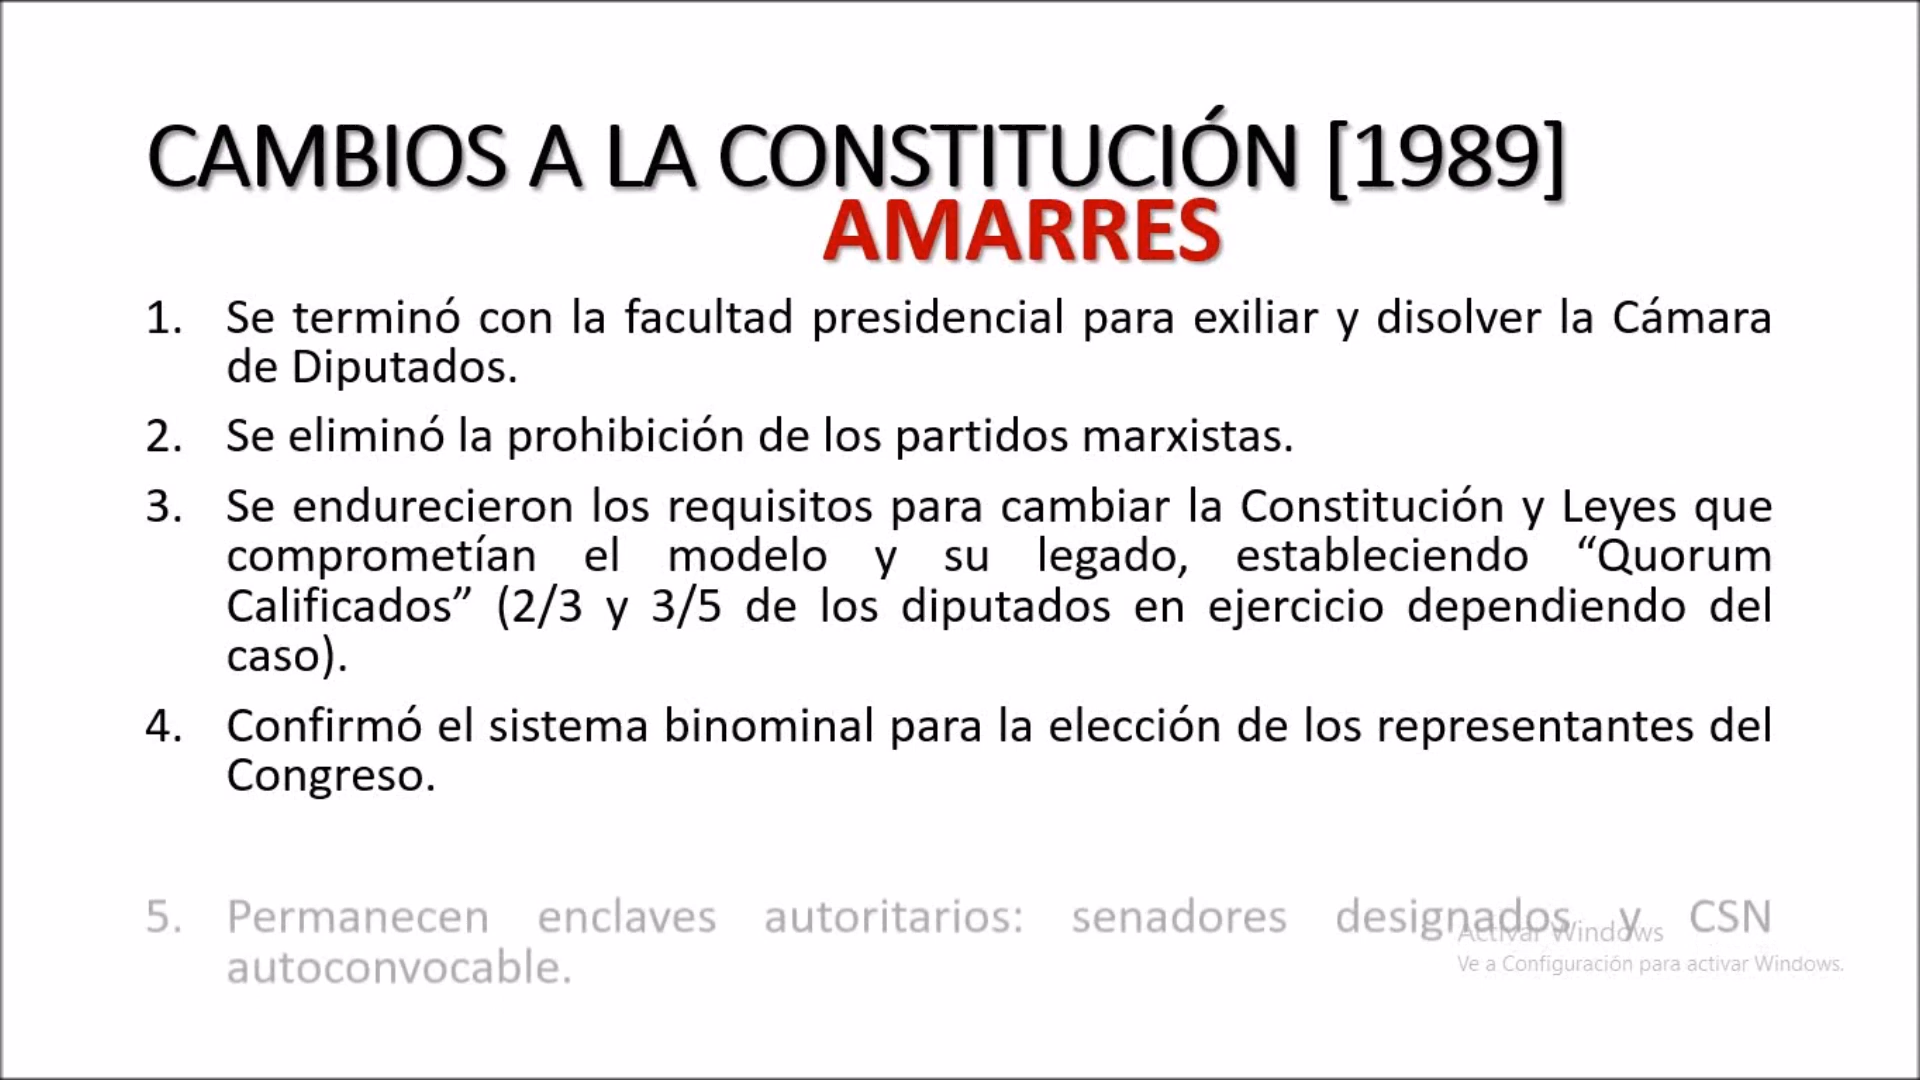 CAMBIOS A LA CONSTITUCIÓN [1989]
AMARRES
1. Se terminó con la facultad presidencial para exiliar y disolver la Cámara
de Diputados.
2. Se eliminó la prohibición de los partidos marxistas.
3. Se endurecieron los requisitos para cambiar la Constitución y Leyes que
comprometían el modelo y su legado, estableciendo “Quorum
Calificados” (2/3 y 3/5 de los diputados en ejercicio dependiendo del
caso).
4. Confirmó el sistema binominal para la elección de los representantes del
Congreso.
5. Permanecen enclaves autoritarios: senadores designados y CSN
autoconvocable.
Activar Windows
Ve a Configuración para activar Windows.